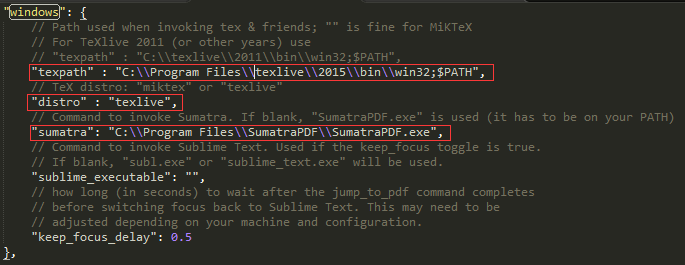 "windows": {
// Path used when invoking tex & friends; "" is fine for MiKTeX
// For TeXlive 2011 (or other years) use
// "texpath" : "C:\\texlive\\2011\\bin\\win32;$PATH",
"texpath" : "C:\\Program Files\\texlive\\2015\\bin\\win32;$PATH",
// TeX distro: "miktex" or "texlive"
"distro" : "texlive",
// Command to invoke Sumatra. If blank, "SumatraPDF.exe" is used (it has to be on your PATH)
"sumatra": "C:\\Program Files\\SumatraPDF\\SumatraPDF.exe",
// Command to invoke Sublime Text. Used if the keep_focus toggle is true.
// If blank, "subl.exe" or "sublime_text.exe" will be used.
"sublime_executable": "",
// how long (in seconds) to wait after the jump_to_pdf command completes
// before switching focus back to Sublime Text. This may need to be
// adjusted depending on your machine and configuration.
"keep_focus_delay": 0.5
},